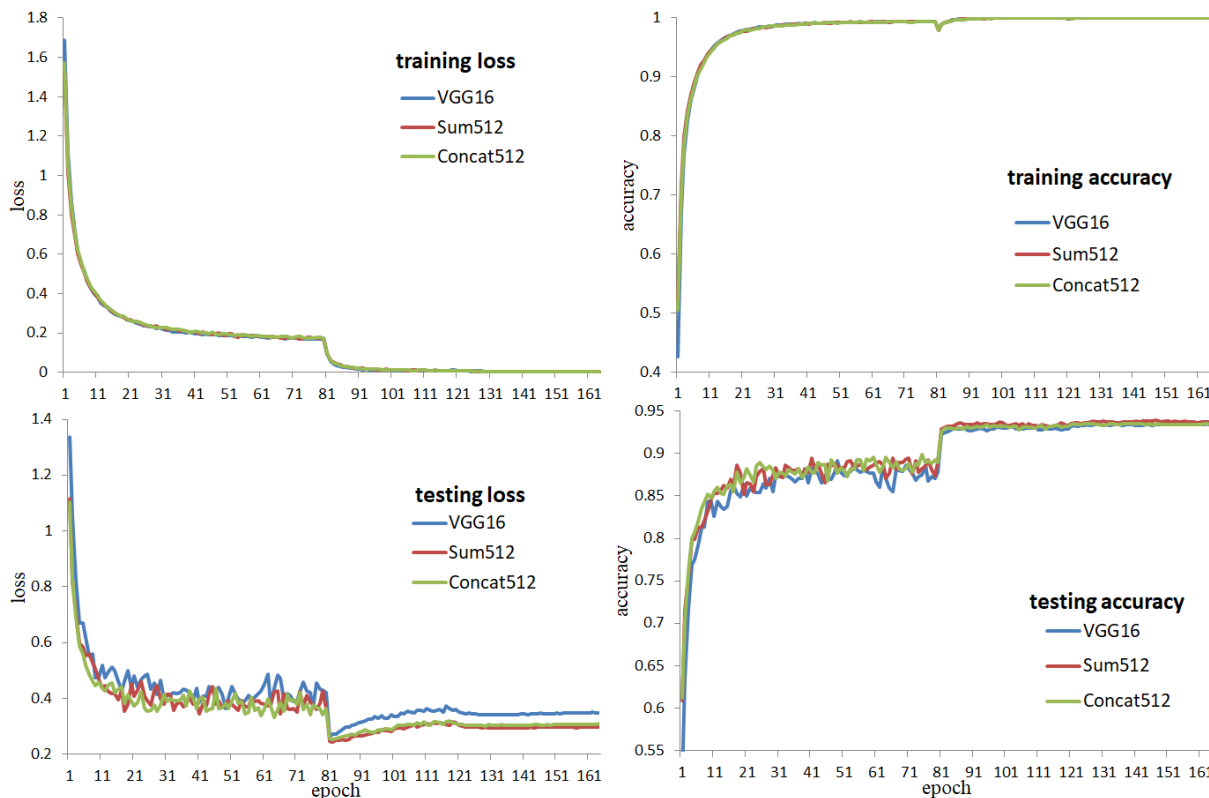 1.8
1.6
1.4
1.2
1
0.8
0.6
0.4
0.2
0
loss
training loss
VGG16
Sum512
Concat512
1 11 21 31 41 51 61 71 81 91 101 111 121 131 141 151 161
1
0.9
0.8
0.7
0.6
0.5
0.4
accuracy
training accuracy
VGG16
Sum512
Concat512
1 11 21 31 41 51 61 71 81 91 101 111 121 131 141 151 161
1.4
1.2
1
0.8
0.6
0.4
0.2
loss
testing loss
VGG16
Sum512
Concat512
1 11 21 31 41 51 61 71 81 91 101 111 121 131 141 151 161
epoch
0.95
0.9
0.85
0.8
0.75
0.7
0.65
0.6
0.55
accuracy
testing accuracy
VGG16
Sum512
Concat512
1 11 21 31 41 51 61 71 81 91 101 111 121 131 141 151 161
epoch